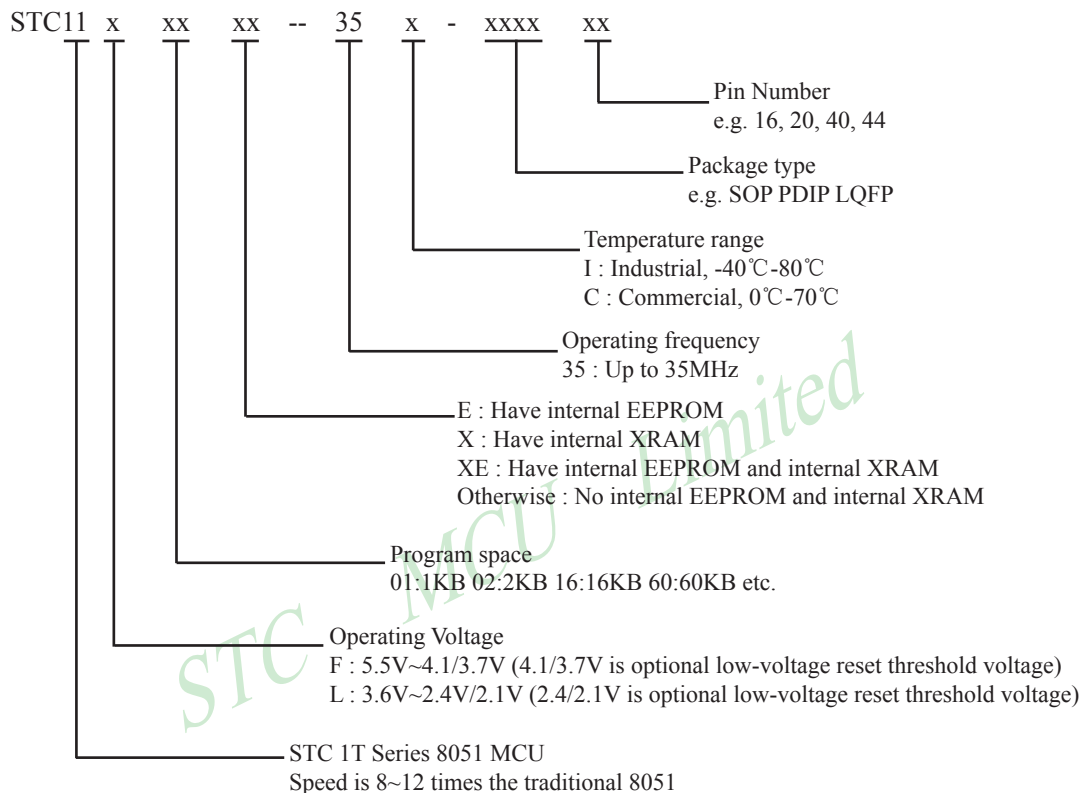 STC11 x xx xx -- 35 x - xxxx xx
Pin Number
e.g. 16, 20, 40, 44
Package type
e.g. SOP PDIP LQFP
Temperature range
I : Industrial, -40℃-80℃
C : Commercial, 0℃-70℃
Operating frequency
35 : Up to 35MHz
E : Have internal EEPROM
X : Have internal XRAM
XE : Have internal EEPROM and internal XRAM
Otherwise : No internal EEPROM and internal XRAM
Program space
01:1KB 02:2KB 16:16KB 60:60KB etc.
Operating Voltage
F : 5.5V~4.1/3.7V (4.1/3.7V is optional low-voltage reset threshold voltage)
L : 3.6V~2.4V/2.1V (2.4/2.1V is optional low-voltage reset threshold voltage)
STC 1T Series 8051 MCU
Speed is 8~12 times the traditional 8051
STC MCU Limited